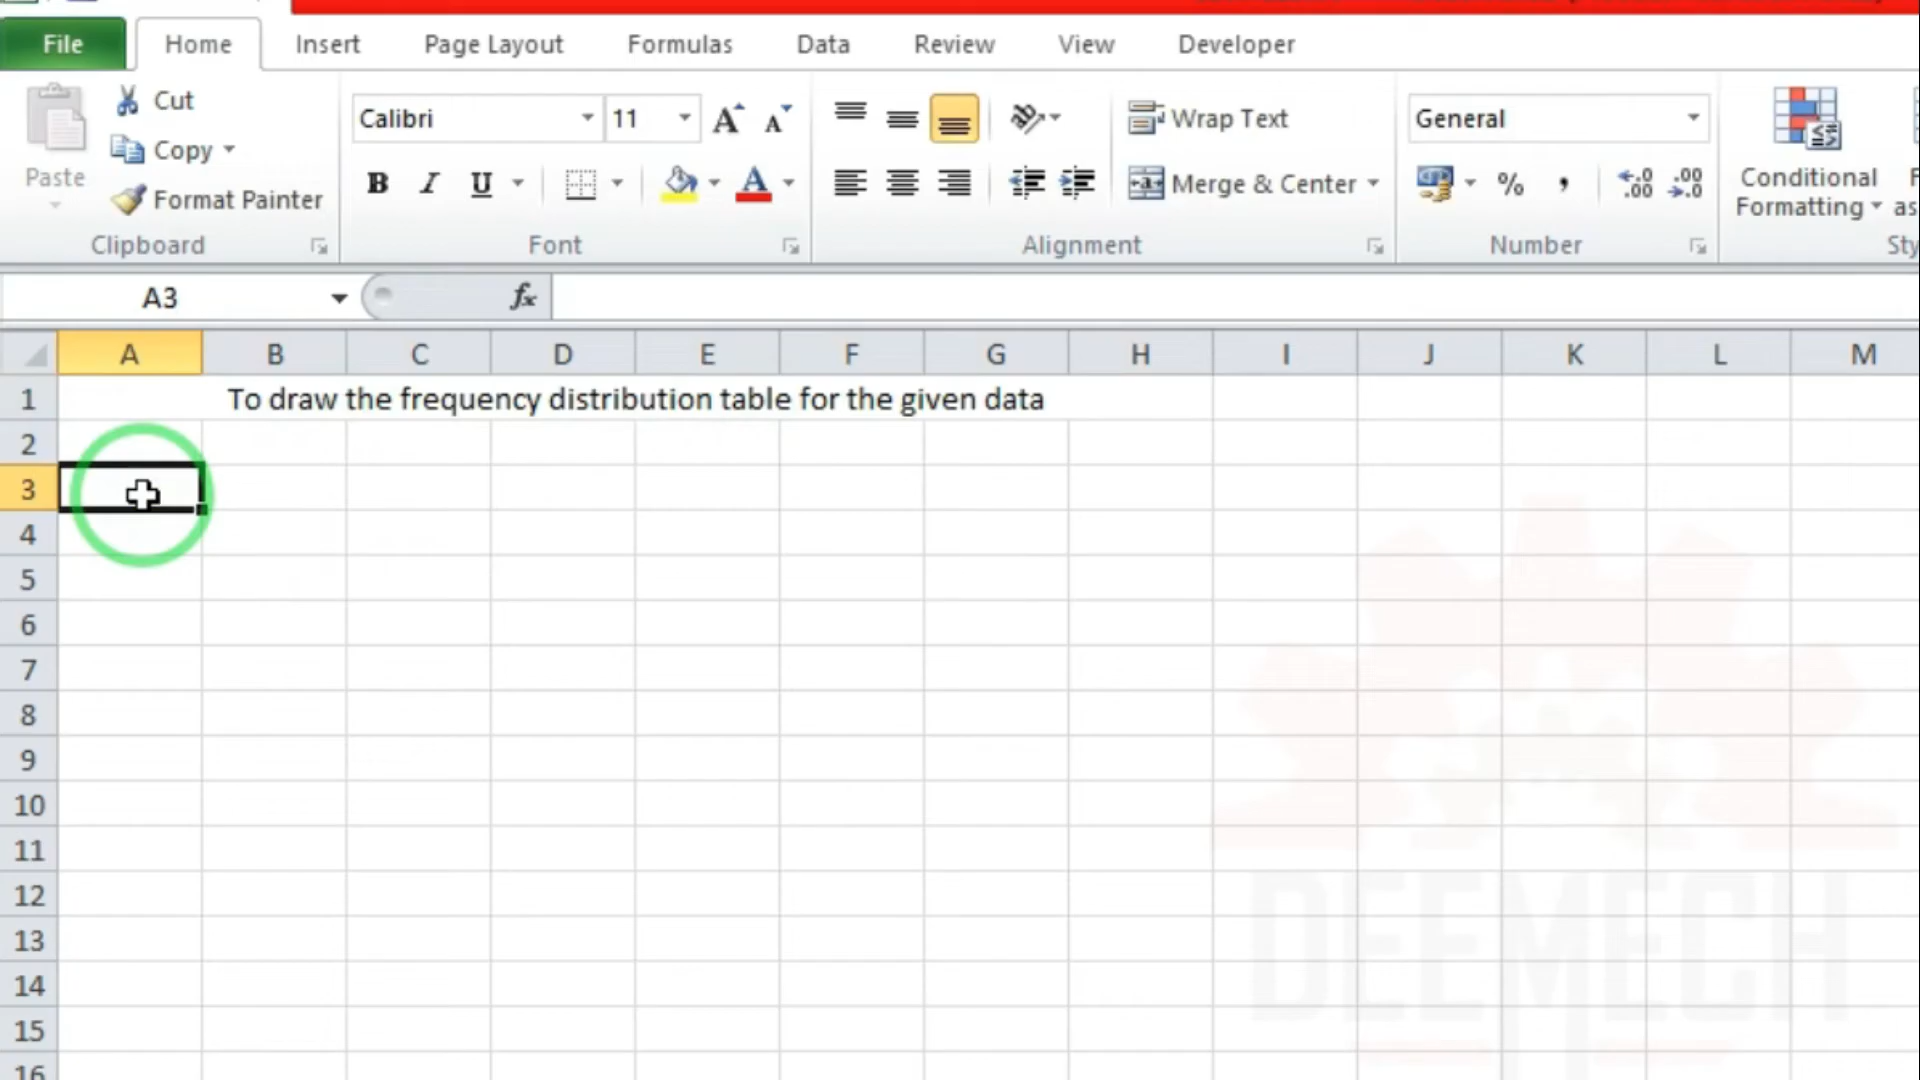 File Home Insert Page Layout Formulas Data Review View Developer
Cut
Copy
Paste
Format Painter
Clipboard
Calibri 11
B I U
Font
Wrap Text
Merge & Center
Alignment
General
% ,
Number
Conditional
Formatting as
A3 fx
A B C D E F G H I J K L M
1 To draw the frequency distribution table for the given data
2
3
4
5
6
7
8
9
10
11
12
13
14
15
16
DEEMECH